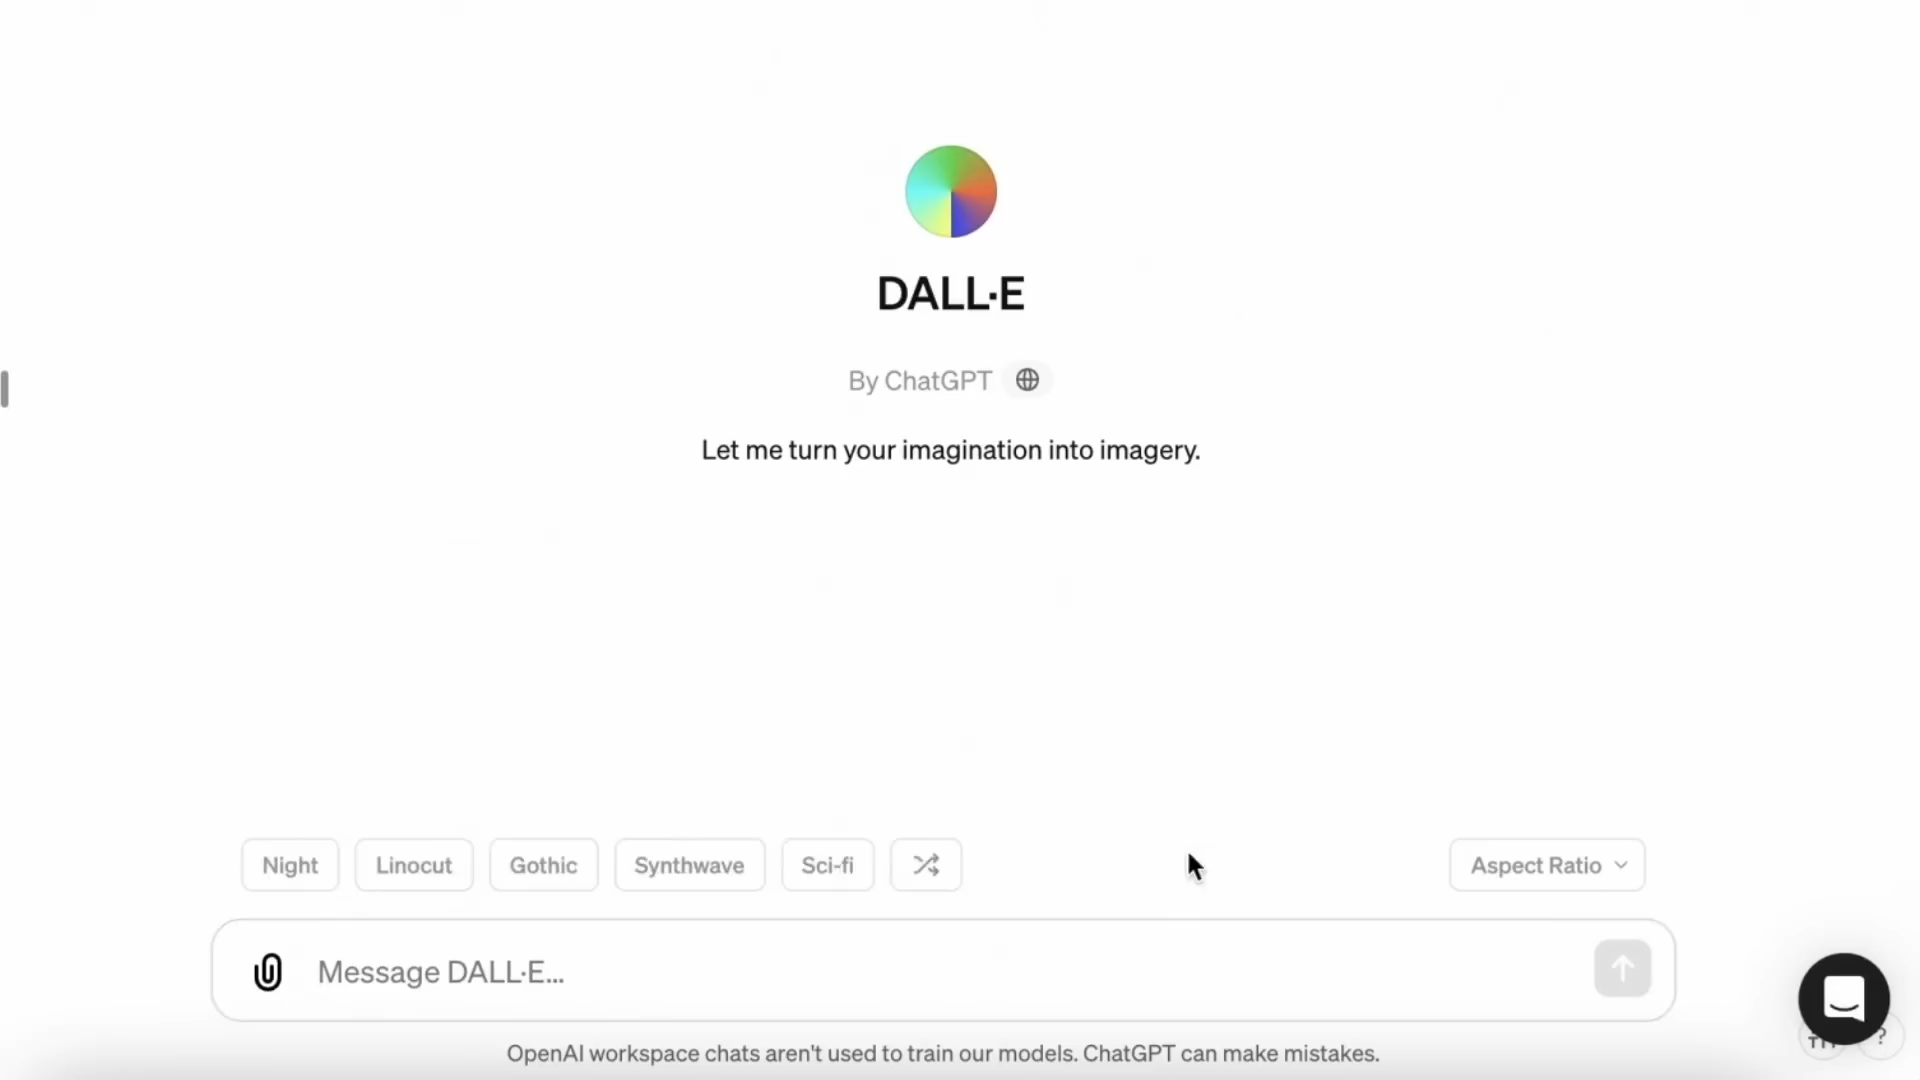 DALL·E
By ChatGPT
Let me turn your imagination into imagery.
Night
Linocut
Gothic
Synthwave
Sci-fi
Aspect Ratio
Message DALL·E...
?
OpenAI workspace chats aren't used to train our models. ChatGPT can make mistakes.